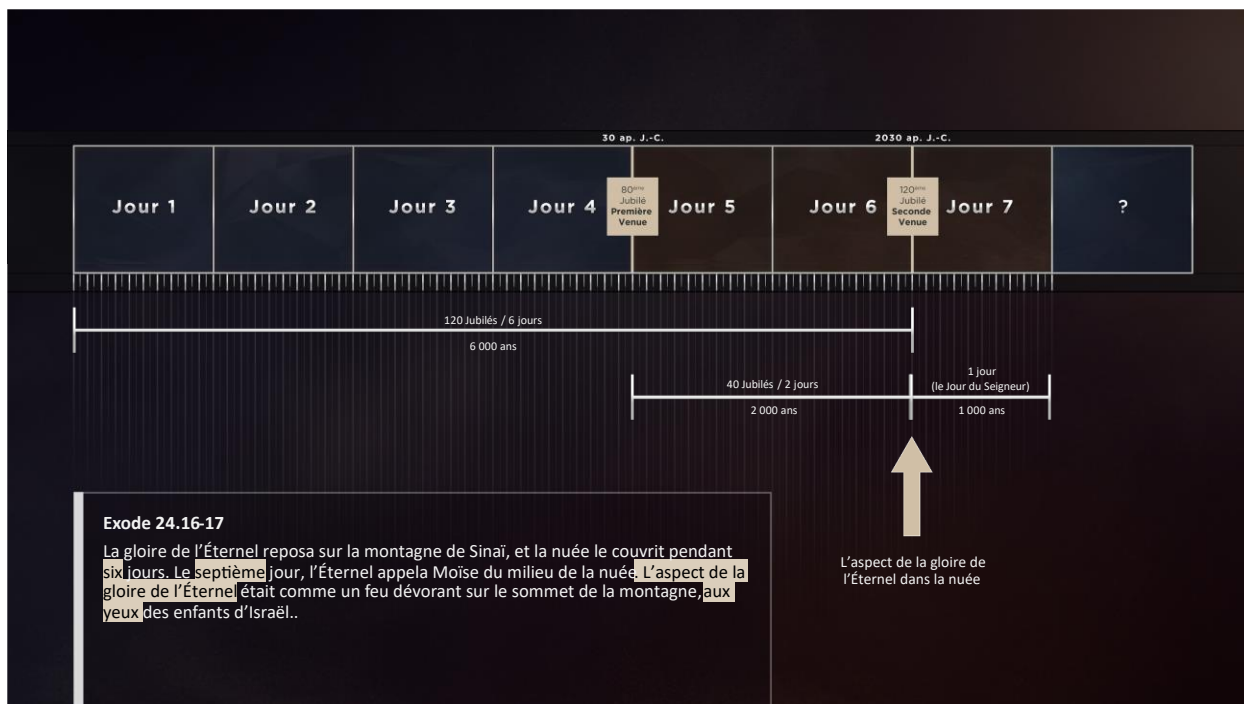 30 ap. J.-C.
2030 ap. J.-C.
Jour 1
Jour 2
Jour 3
Jour 4
80ème
Jubilé
Première
Venue
Jour 5
Jour 6
120ème
Jubilé
Seconde
Venue
Jour 7
?
120 Jubilés / 6 jours
6 000 ans
40 Jubilés / 2 jours
2 000 ans
1 jour
(le Jour du Seigneur)
1 000 ans
Exode 24.16-17
La gloire de l’Éternel reposa sur la montagne de Sinaï, et la nuée le couvrit pendant
six jours. Le septième jour, l’Éternel appela Moïse du milieu de la nuée. L’aspect de la
gloire de l’Éternel était comme un feu dévorant sur le sommet de la montagne, aux
yeux des enfants d’Israël..
L’aspect de la gloire de
l’Éternel dans la nuée